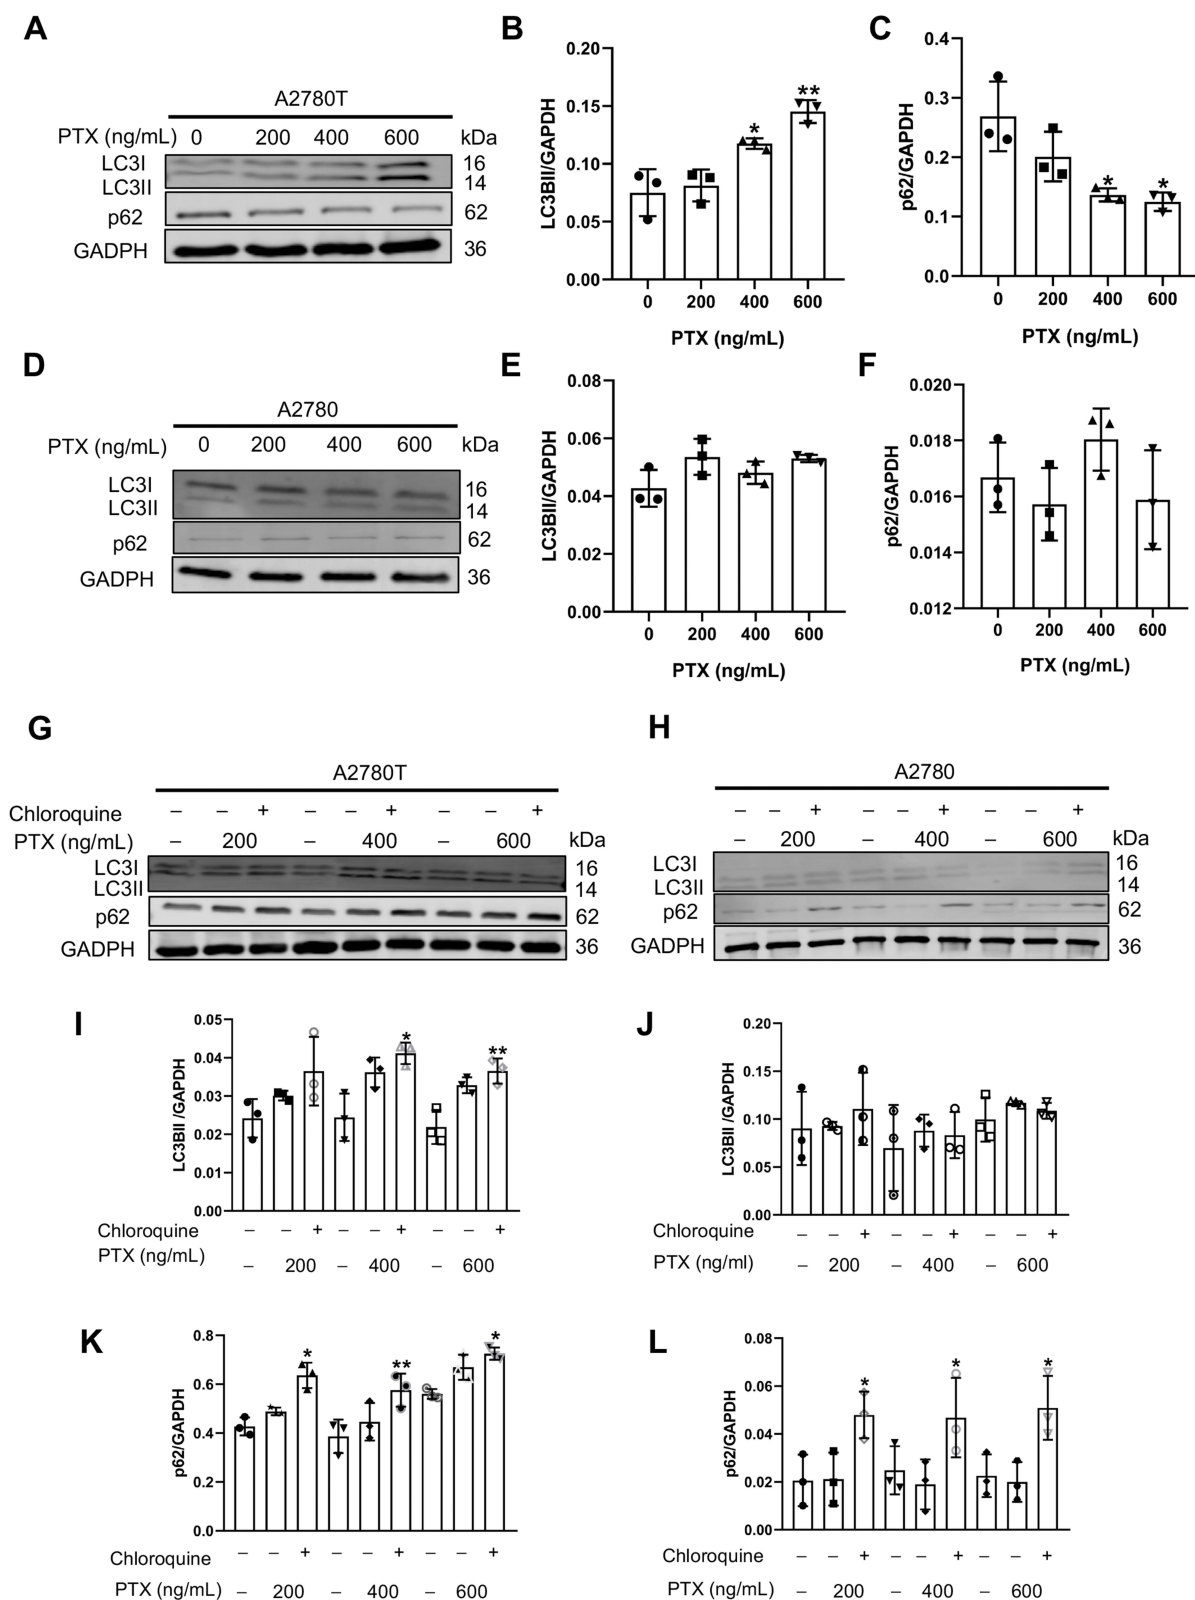 A
A2780T
PTX (ng/mL) 0 200 400 600 kDa
LC3I 16
LC3II 14
p62 62
GADPH 36
B
LC3BII/GAPDH
0.20
0.15
0.10
0.05
0.00
* **
0 200 400 600
PTX (ng/mL)
C
p62/GAPDH
0.4
0.3
0.2
0.1
0.0
* *
0 200 400 600
PTX (ng/mL)
D
A2780
PTX (ng/mL) 0 200 400 600 kDa
LC3I 16
LC3II 14
p62 62
GADPH 36
E
LC3BII/GAPDH
0.08
0.06
0.04
0.02
0.00
0 200 400 600
PTX (ng/mL)
F
p62/GAPDH
0.020
0.018
0.016
0.014
0.012
0 200 400 600
PTX (ng/mL)
G
A2780T
Chloroquine – – + – – + – – +
PTX (ng/mL) – 200 – 400 – 600 kDa
LC3I 16
LC3II 14
p62 62
GADPH 36
H
A2780
– – + – – + – – +
– 200 – 400 – 600 kDa
LC3I 16
LC3II 14
p62 62
GADPH 36
I
LC3BII /GAPDH
0.05
0.04
0.03
0.02
0.01
0.00
* **
Chloroquine – – + – – + – – +
PTX (ng/mL) – 200 – 400 – 600
J
LC3BII /GAPDH
0.20
0.15
0.10
0.05
0.00
Chloroquine – – + – – + – – +
PTX (ng/ml) – 200 – 400 – 600
K
p62/GAPDH
0.8
0.6
0.4
0.2
0.0
* ** *
Chloroquine – – + – – + – – +
PTX (ng/mL) – 200 – 400 – 600
L
p62/GAPDH
0.08
0.06
0.04
0.02
0.00
* * *
Chloroquine – – + – – + – – +
PTX (ng/mL) – 200 – 400 – 600